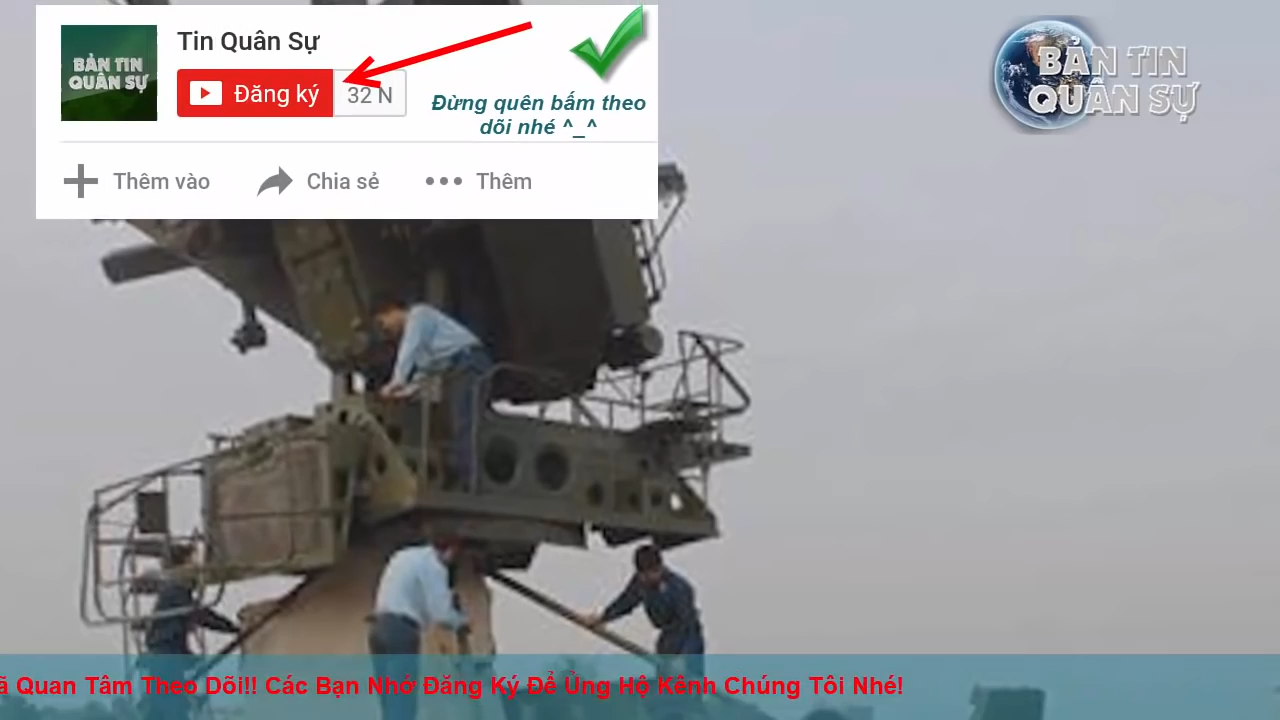 Tin Quân Sự
BẢN TIN
QUÂN SỰ
Đăng ký
32 N
Đừng quên bấm theo
dõi nhé ^_^
Thêm vào
Chia sẻ
Thêm
BẢN TIN
QUÂN SỰ
ã Quan Tâm Theo Dõi!! Các Bạn Nhớ Đăng Ký Để Ủng Hộ Kênh Chúng Tôi Nhé!